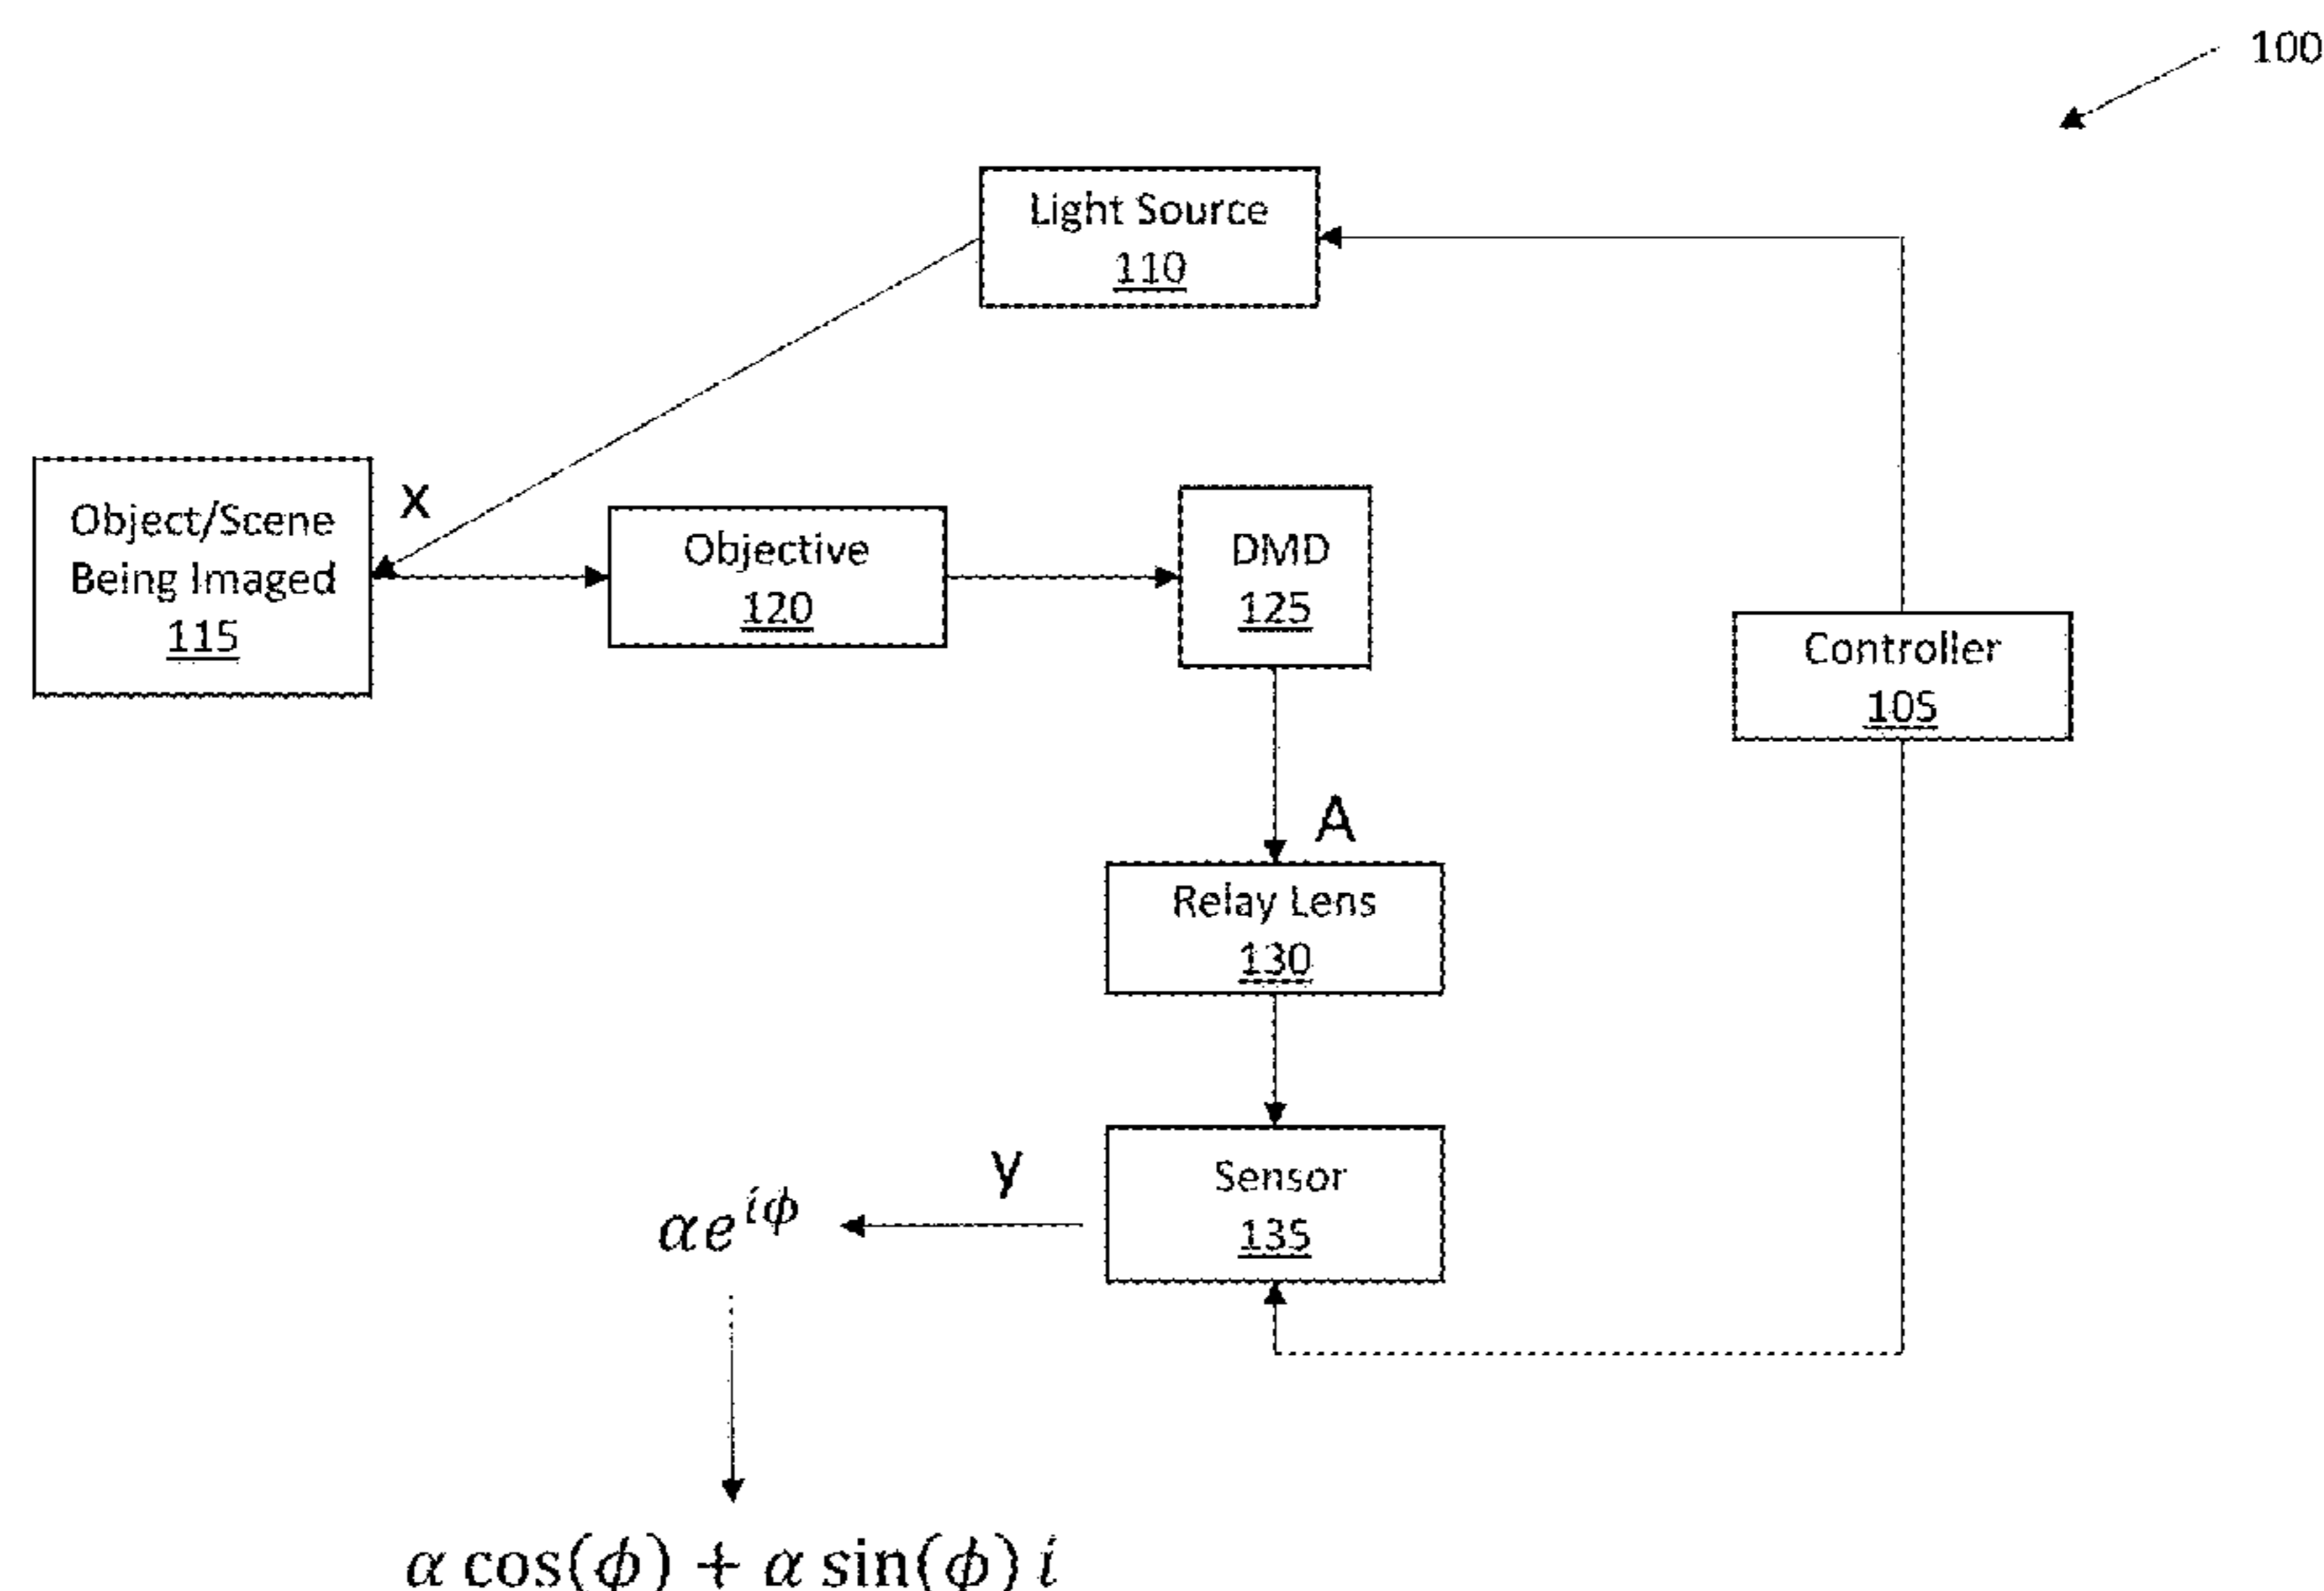 100
Light Source
110
X
Object/Scene
Being Imaged
115
Objective
120
DMD
125
Controller
105
A
Relay Lens
130
Sensor
135
y
αe^{iϕ}
α cos(ϕ) + α sin(ϕ) i